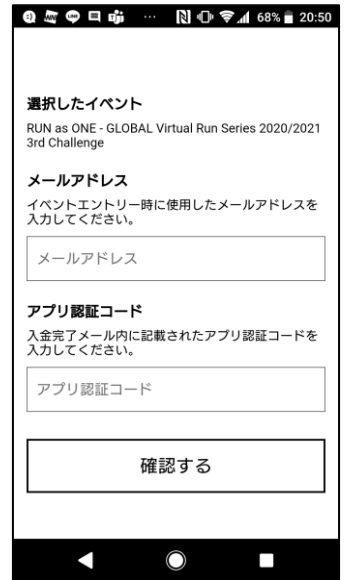 68% 20:50
選択したイベント
RUN as ONE - GLOBAL Virtual Run Series 2020/2021
3rd Challenge
メールアドレス
イベントエントリー時に使用したメールアドレスを
入力してください。
メールアドレス
アプリ認証コード
入金完了メール内に記載されたアプリ認証コードを
入力してください。
アプリ認証コード
確認する